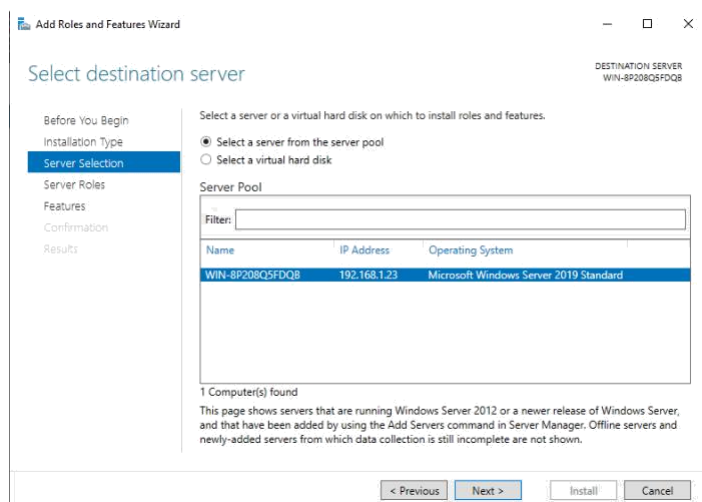 Add Roles and Features Wizard
Select destination server
DESTINATION SERVER
WIN-8P208Q5FDQB
Before You Begin
Installation Type
Server Selection
Server Roles
Features
Confirmation
Results
Select a server or a virtual hard disk on which to install roles and features.
Select a server from the server pool
Select a virtual hard disk
Server Pool
Filter:
Name IP Address Operating System
WIN-8P208Q5FDQB 192.168.1.23 Microsoft Windows Server 2019 Standard
1 Computer(s) found
This page shows servers that are running Windows Server 2012 or a newer release of Windows Server,
and that have been added by using the Add Servers command in Server Manager. Offline servers and
newly-added servers from which data collection is still incomplete are not shown.
< Previous Next > Install Cancel